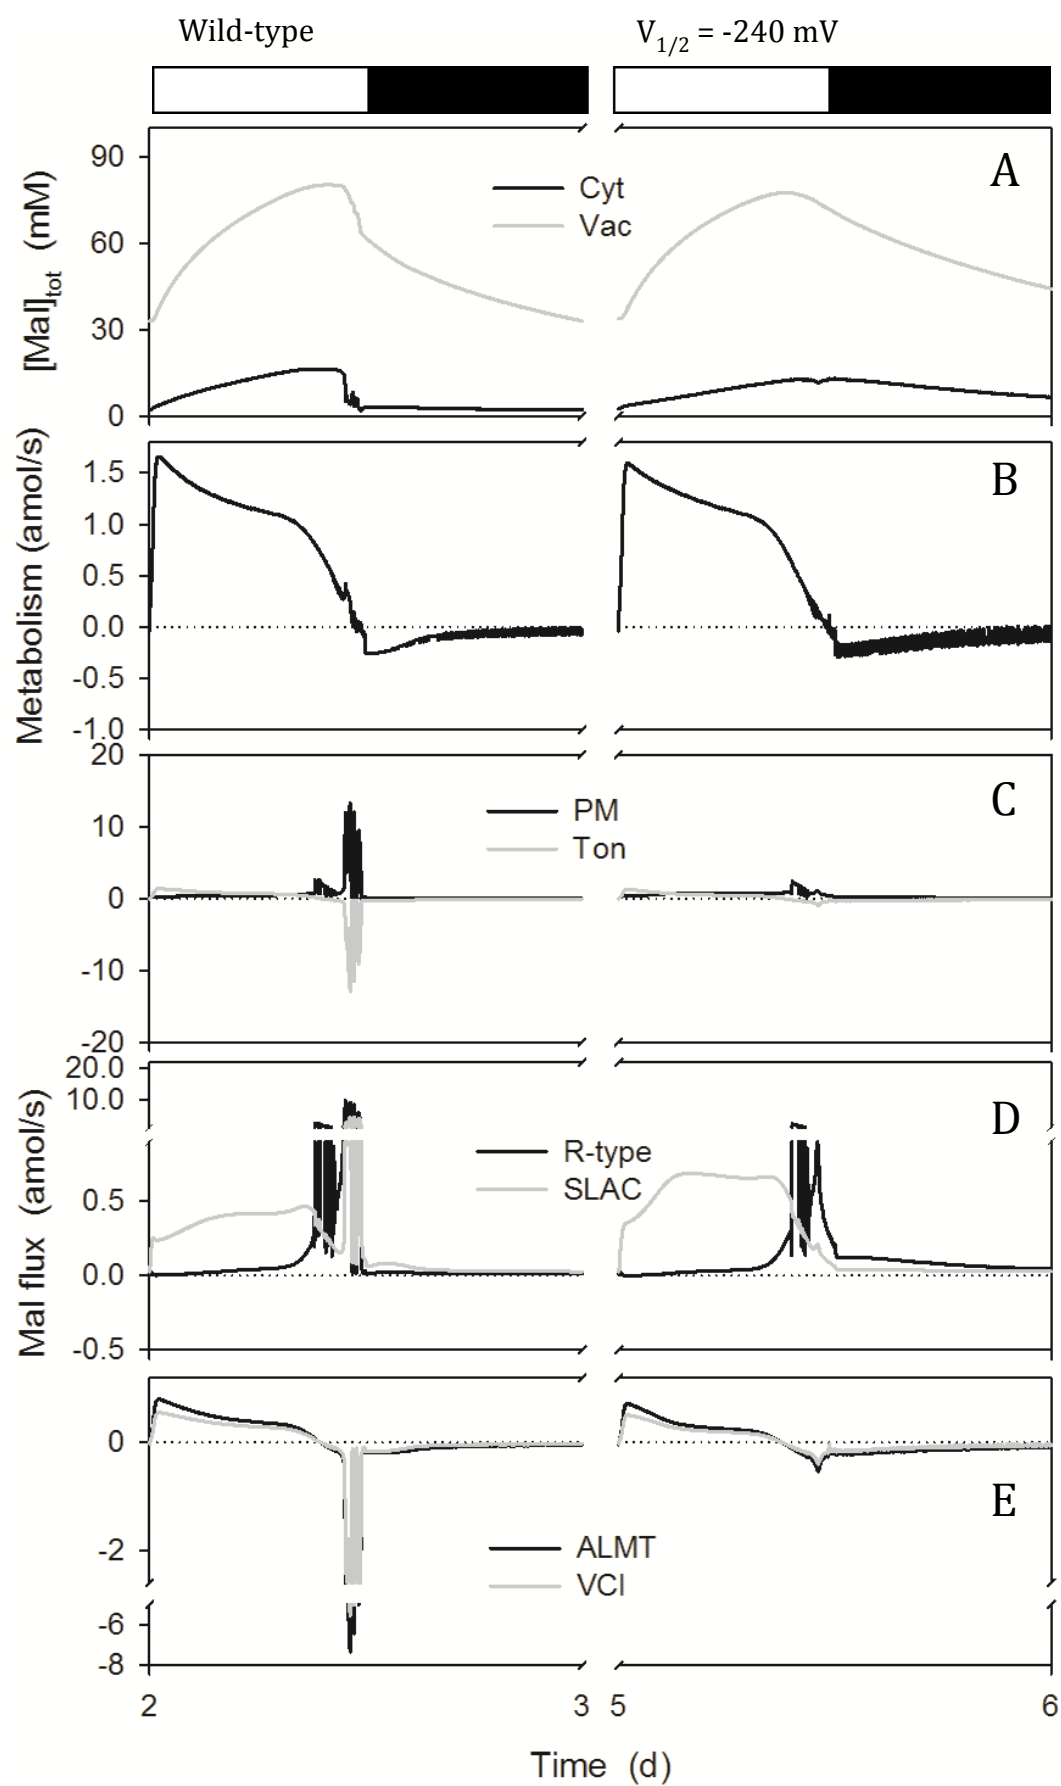 Wild-type V1/2 = -240 mV
A
[Mal]tot (mM)
90
60
30
0
Cyt
Vac
B
Metabolism (amol/s)
1.5
1.0
0.5
0.0
-0.5
-1.0
C
20
10
0
-10
-20
PM
Ton
D
Mal flux (amol/s)
20.0
10.0
0.5
0.0
-0.5
R-type
SLAC
E
0
-2
-6
-8
ALMT
VCl
2 3 5 6
Time (d)